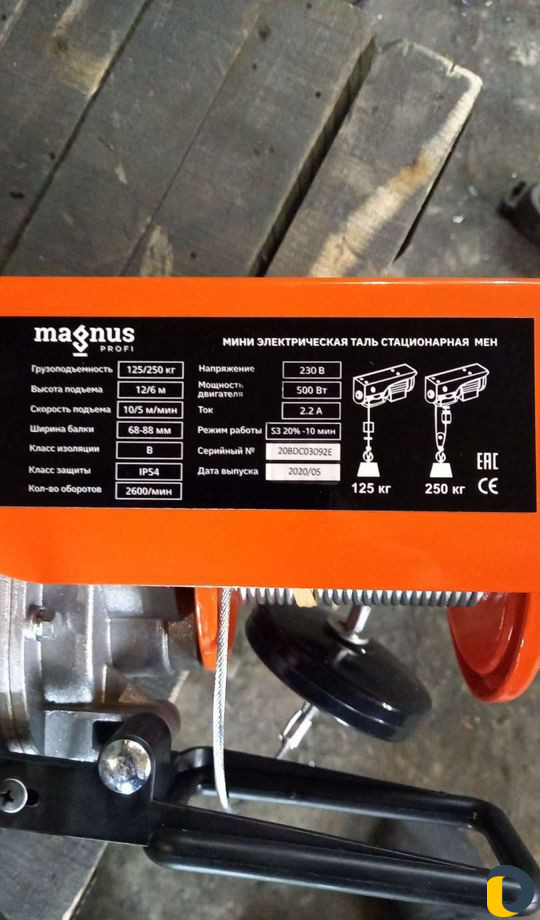 magnus
PROFI
МИНИ ЭЛЕКТРИЧЕСКАЯ ТАЛЬ СТАЦИОНАРНАЯ МЕН
Грузоподъемность 125/250 кг
Высота подъема 12/6 м
Скорость подъема 10/5 м/мин
Ширина балки 68-88 мм
Класс изоляции B
Класс защиты IP54
Кол-во оборотов 2600/мин
Напряжение 230 В
Мощность двигателя 500 Вт
Ток 2.2 А
Режим работы S3 20% -10 мин
Серийный № 20BDC03092E
Дата выпуска 2020/05
125 кг 250 кг
EAC
CE